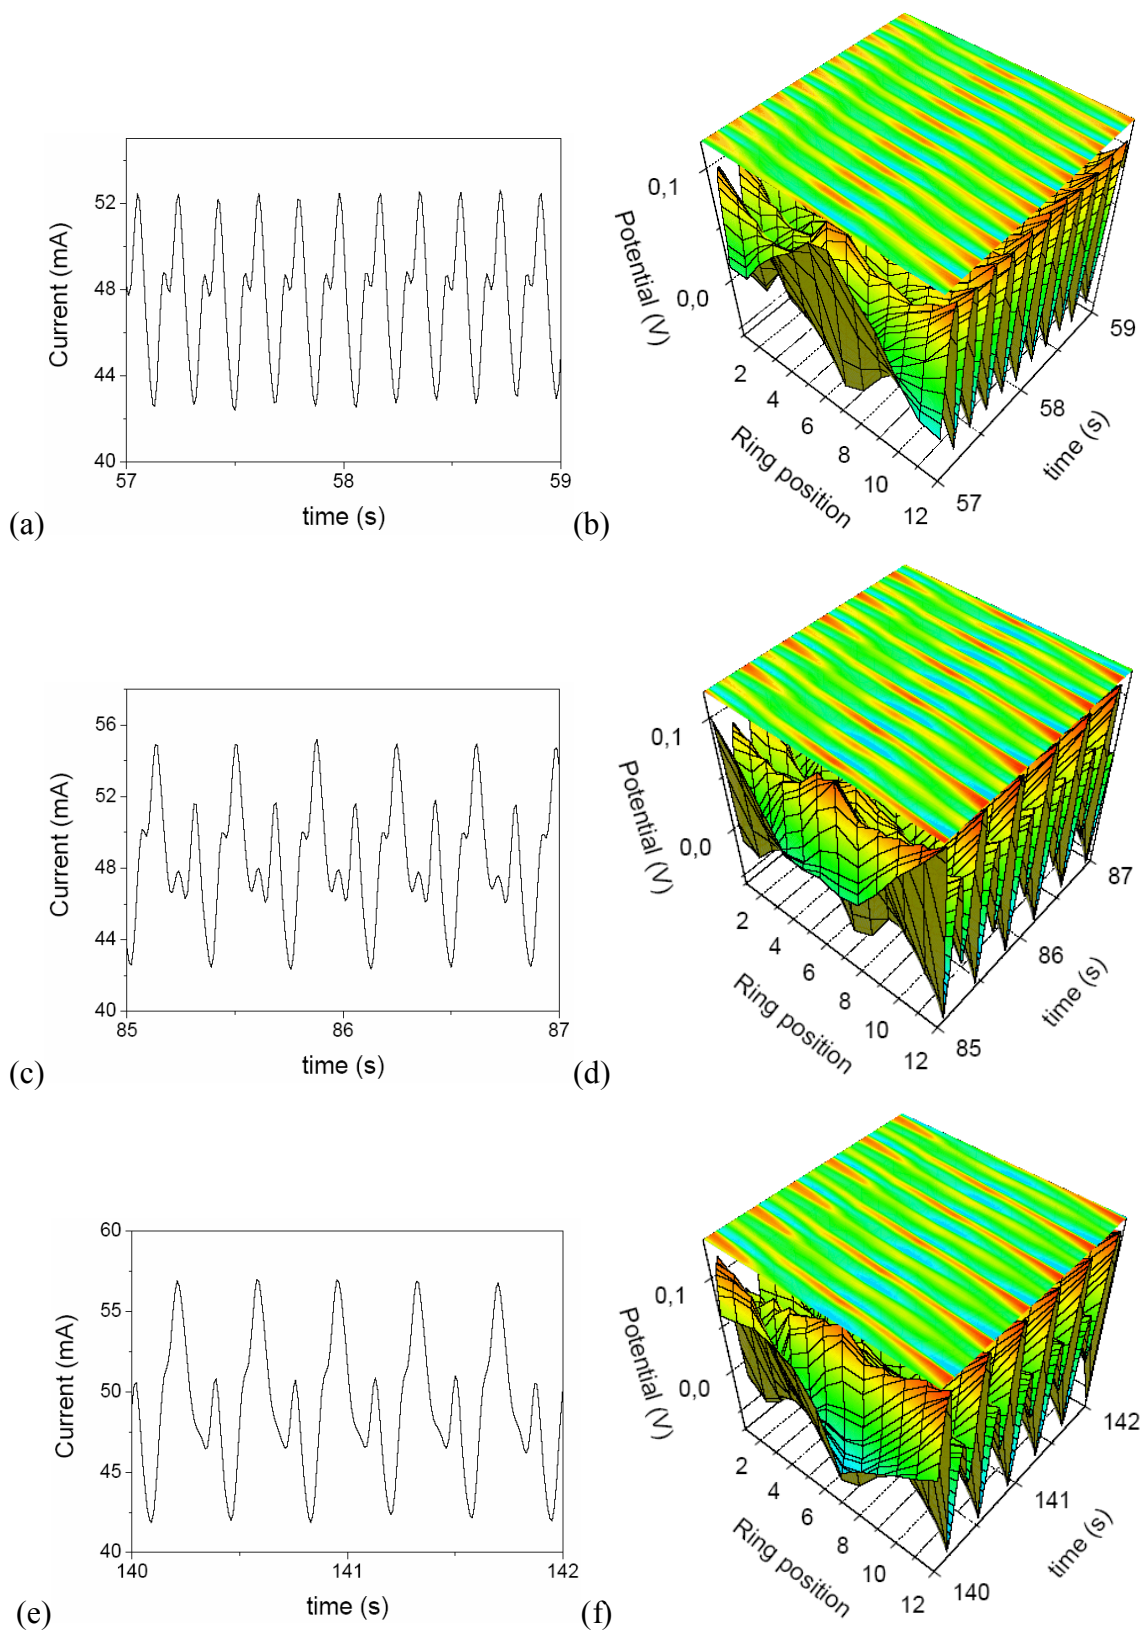 52
48
44
40
Current (mA)
57
58
59
time (s)
(a)
0,1
0,0
Potential (V)
2
4
6
8
10
12
Ring position
57
58
59
time (s)
(b)
56
52
48
44
40
Current (mA)
85
86
87
time (s)
(c)
0,1
0,0
Potential (V)
2
4
6
8
10
12
Ring position
85
86
87
time (s)
(d)
60
55
50
45
40
Current (mA)
140
141
142
time (s)
(e)
0,1
0,0
Potential (V)
2
4
6
8
10
12
Ring position
140
141
142
time (s)
(f)